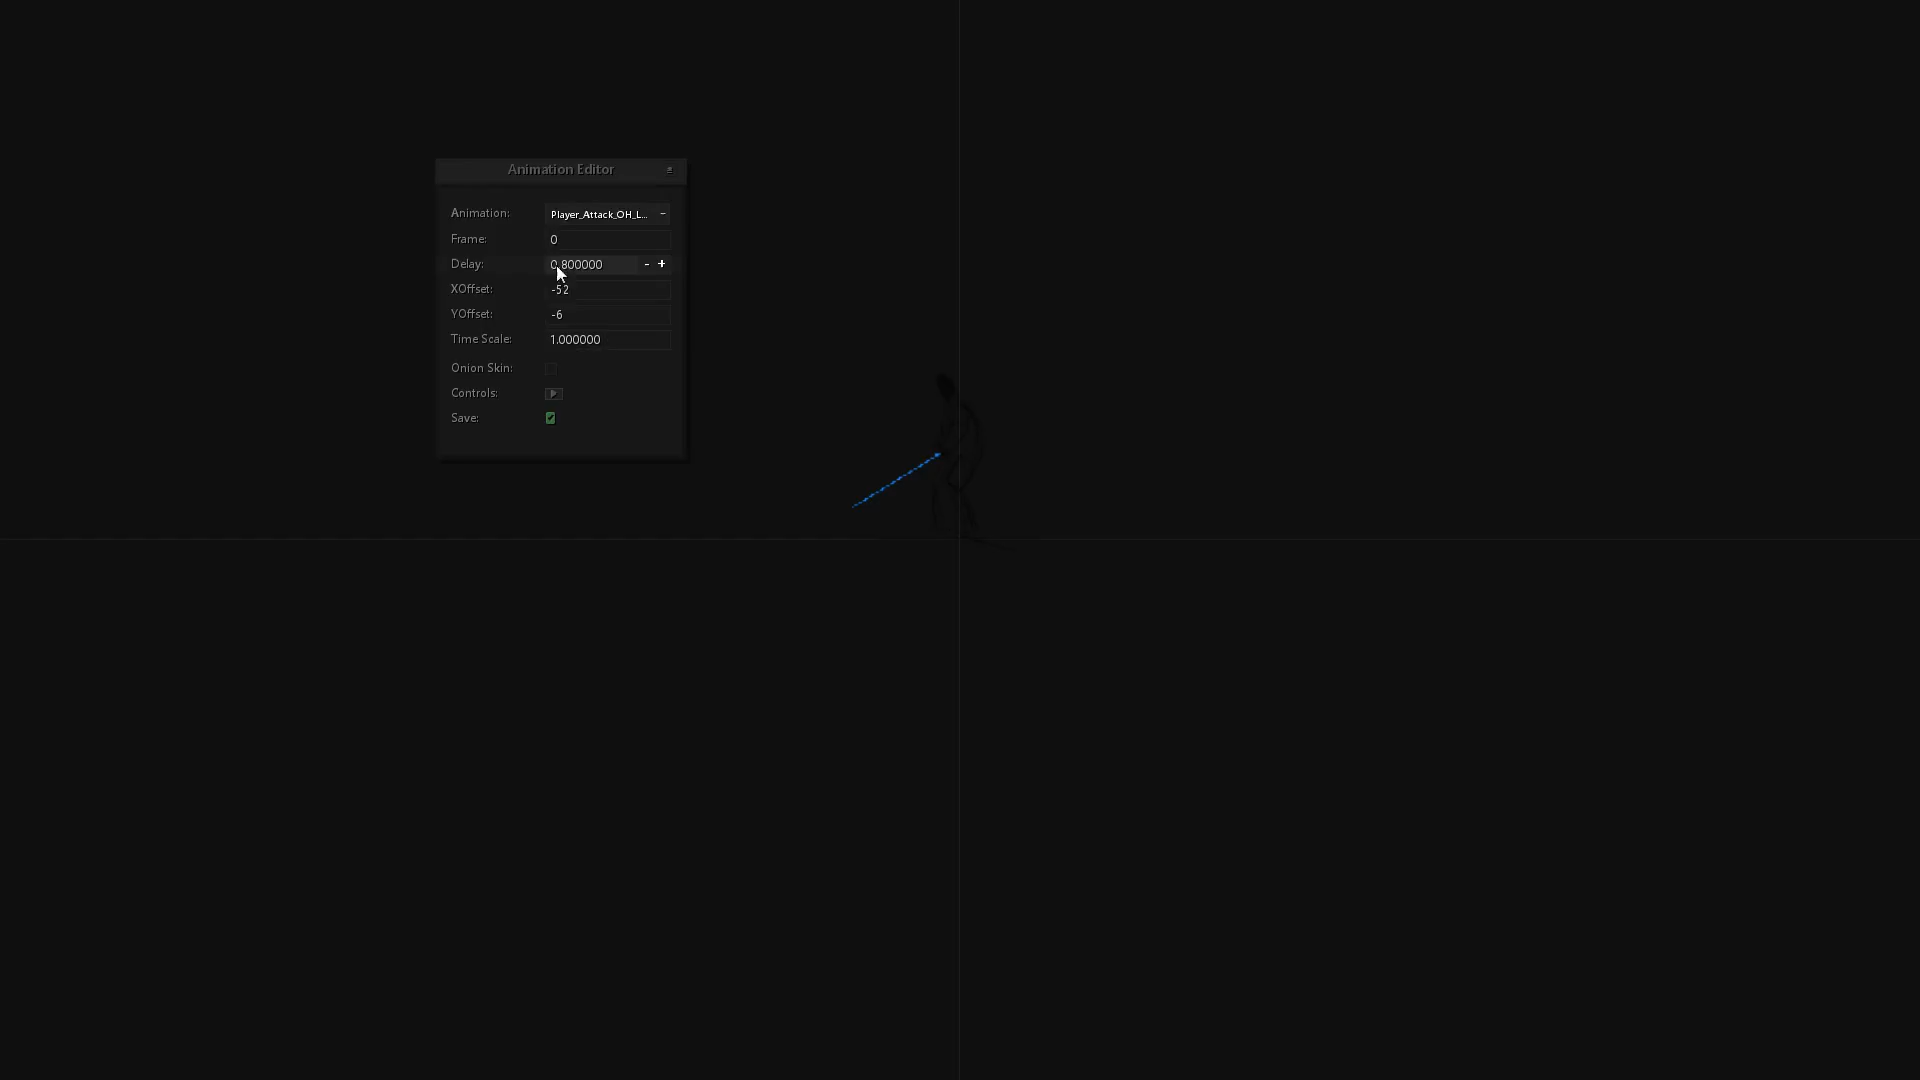 Animation Editor
Animation: Player_Attack_OH_L...
Frame: 0
Delay: 0.800000 - +
XOffset: -52
YOffset: -6
Time Scale: 1.000000
Onion Skin:
Controls:
Save: